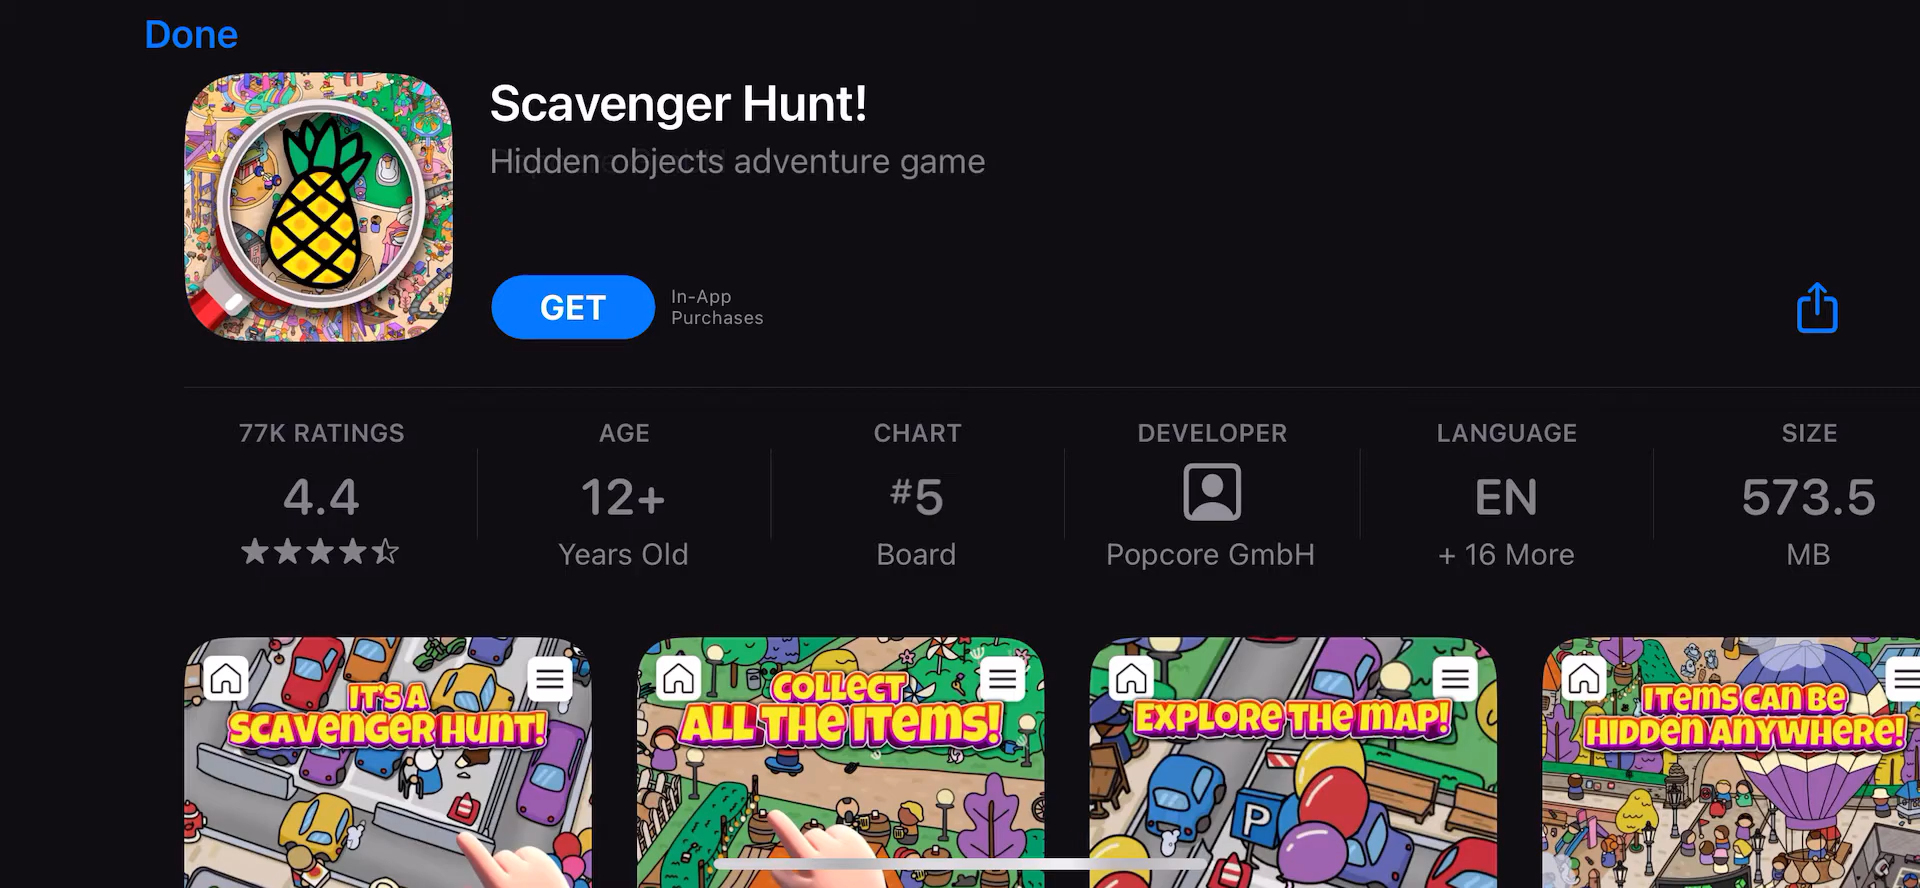 Done
Scavenger Hunt!
Hidden objects adventure game
GET
In-App
Purchases
77K RATINGS
4.4
AGE
12+
Years Old
CHART
#5
Board
DEVELOPER
Popcore GmbH
LANGUAGE
EN
+ 16 More
SIZE
573.5
MB
IT'S A
SCAVENGER HUNT!
COLLECT
ALL THE ITEMS!
EXPLORE THE MAP!
P
ITEMS CAN BE
HIDDEN ANYWHERE!